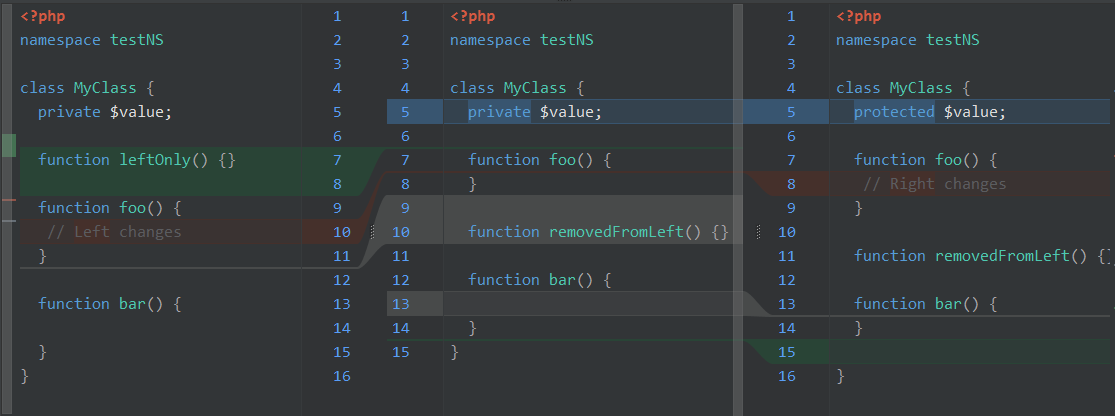 <?php 1
namespace testNS 2
3
class MyClass { 4
private $value; 5
6
function leftOnly() {} 7
8
function foo() { 9
// Left changes 10
} 11
12
function bar() { 13
14
} 15
} 16
1 <?php
2 namespace testNS
3
4 class MyClass {
5 private $value;
6
7 function foo() {
8 }
9
10 function removedFromLeft() {}
11
12 function bar() {
13
14 }
15 }
1 <?php
2 namespace testNS
3
4 class MyClass {
5 protected $value;
6
7 function foo() {
8 // Right changes
9 }
10
11 function removedFromLeft() {}
12
13 function bar() {
14 }
15
16 }